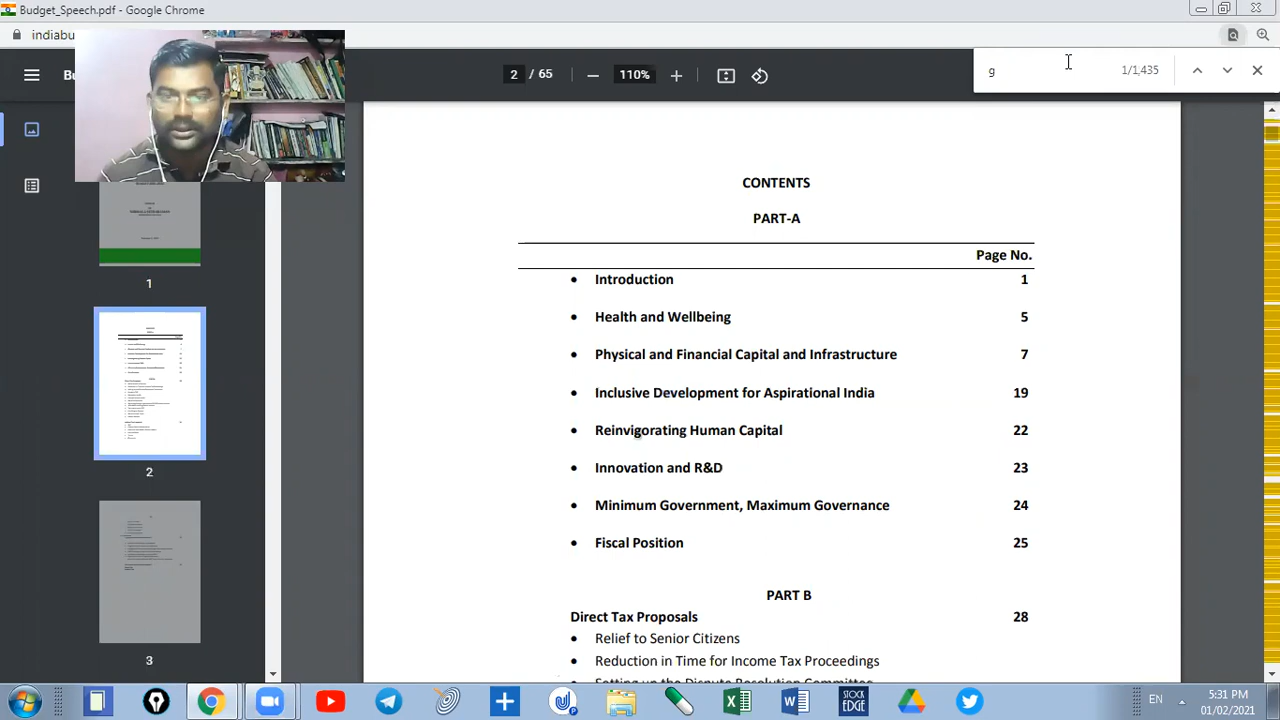 Budget_Speech.pdf - Google Chrome
indiabu
Bu
2 / 65
110%
g
1/1,435
CONTENTS
PART-A
Page No.
• Introduction 1
• Health and Wellbeing 5
• Physical and Financial Capital and Infrastructure 7
• Inclusive Development for Aspirational India 19
• Reinvigorating Human Capital 22
• Innovation and R&D 23
• Minimum Government, Maximum Governance 24
• Fiscal Position 25
PART B
Direct Tax Proposals 28
• Relief to Senior Citizens
• Reduction in Time for Income Tax Proceedings
Setting up the Dispute Resolution Committee
1
2
3
STOCK
EDGE
EN
5:31 PM
01/02/2021